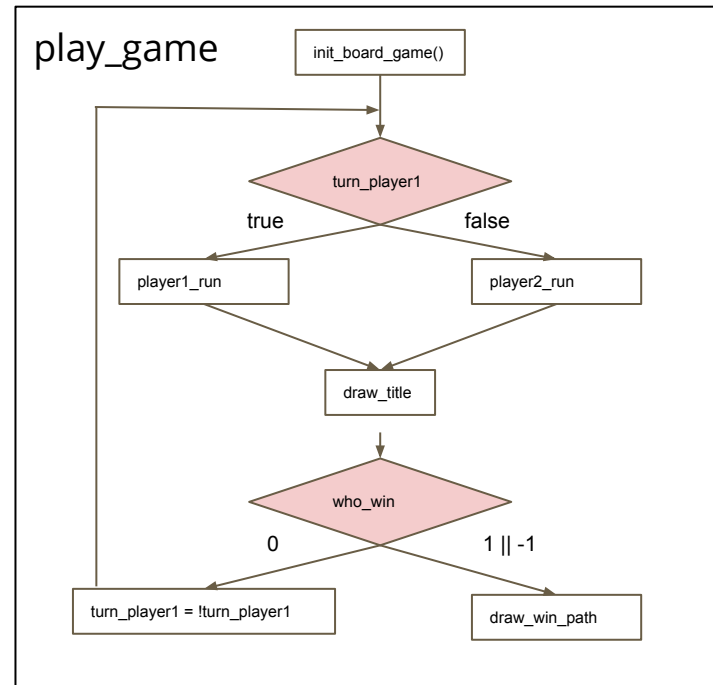 play_game
init_board_game()
turn_player1
true
false
player1_run
player2_run
draw_title
who_win
0
1 || -1
turn_player1 = !turn_player1
draw_win_path